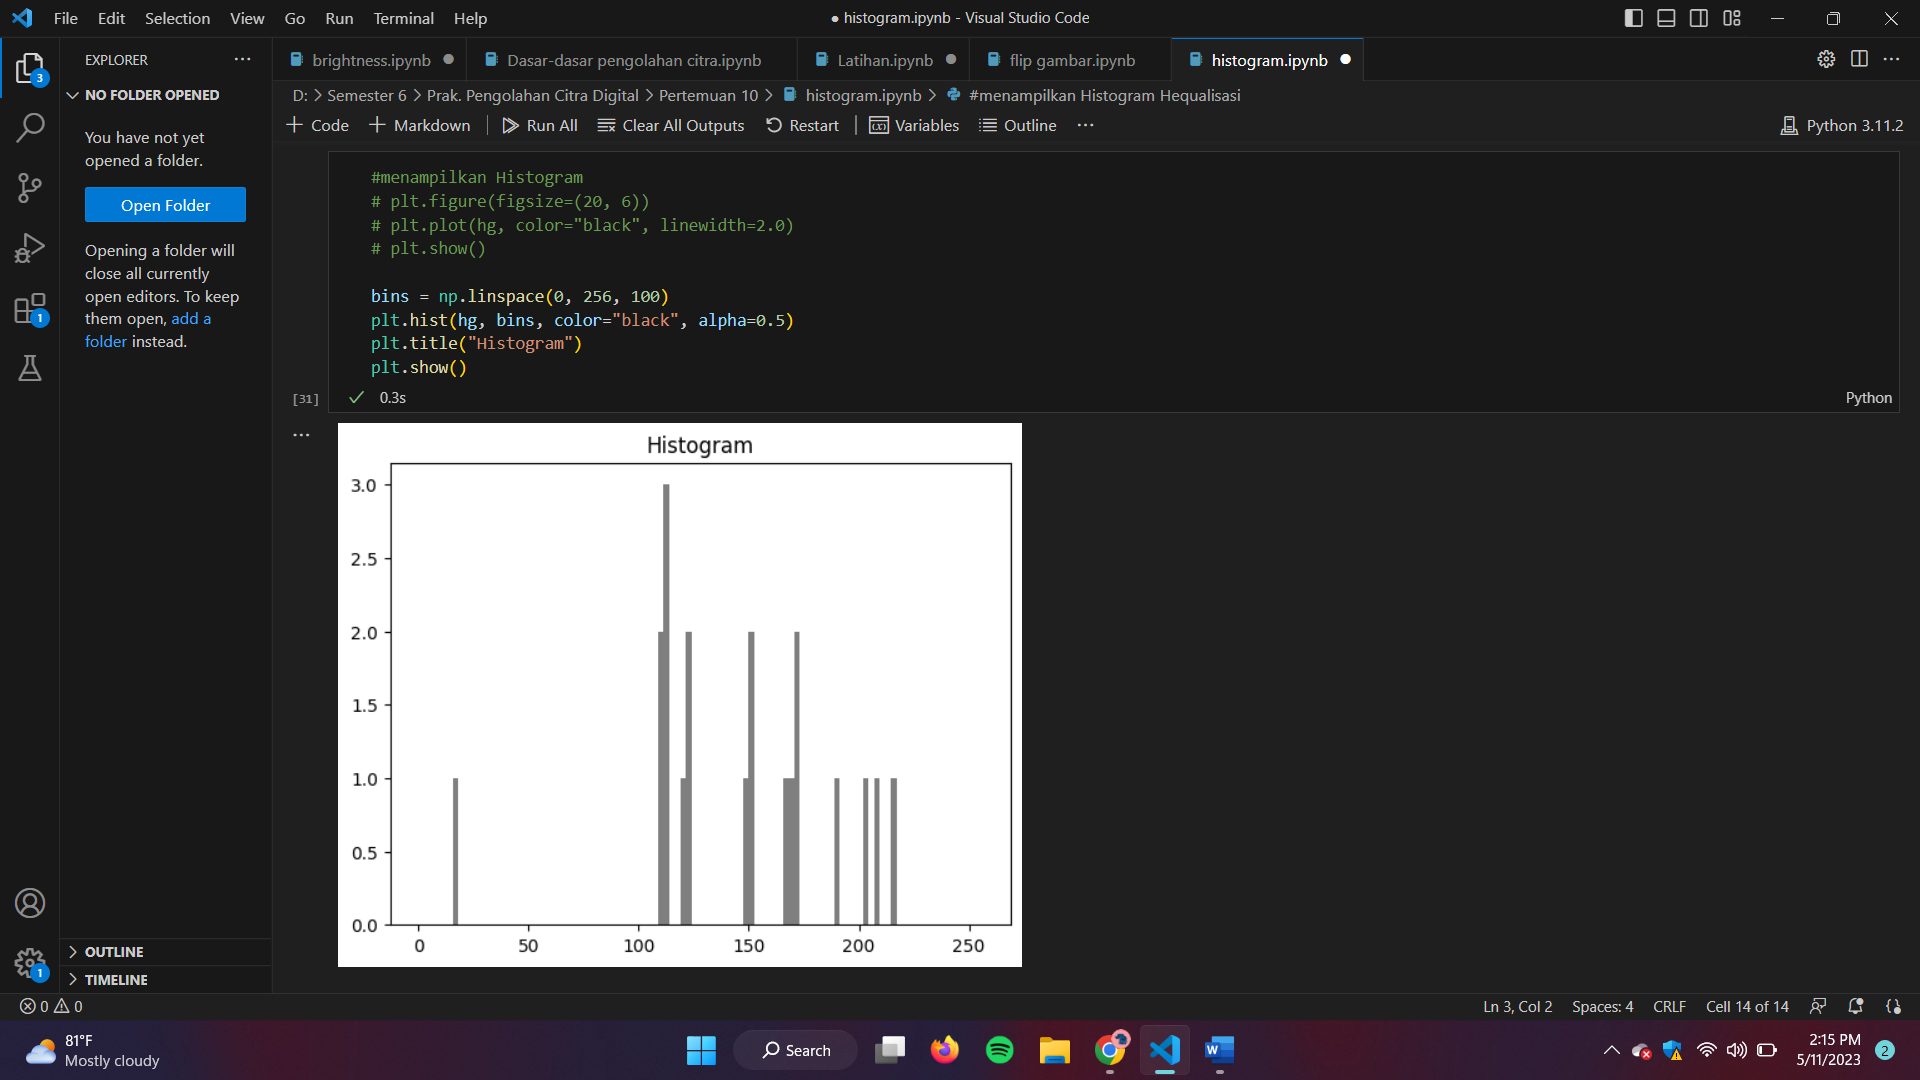 File Edit Selection View Go Run Terminal Help
● histogram.ipynb - Visual Studio Code
EXPLORER
brightness.ipynb
Dasar-dasar pengolahan citra.ipynb
Latihan.ipynb
flip gambar.ipynb
histogram.ipynb
3
NO FOLDER OPENED
D: > Semester 6 > Prak. Pengolahan Citra Digital > Pertemuan 10 > histogram.ipynb > #menampilkan Histogram Hequalisasi
Code Markdown Run All Clear All Outputs Restart Variables Outline
Python 3.11.2
You have not yet
opened a folder.
Open Folder
Opening a folder will
close all currently
open editors. To keep
them open, add a
folder instead.
1
#menampilkan Histogram
# plt.figure(figsize=(20, 6))
# plt.plot(hg, color="black", linewidth=2.0)
# plt.show()
bins = np.linspace(0, 256, 100)
plt.hist(hg, bins, color="black", alpha=0.5)
plt.title("Histogram")
plt.show()
[31]
0.3s
Python
Histogram
3.0
2.5
2.0
1.5
1.0
0.5
0.0
0 50 100 150 200 250
OUTLINE
TIMELINE
1
0 0
Ln 3, Col 2 Spaces: 4 CRLF Cell 14 of 14
81°F
Mostly cloudy
Search
W
2:15 PM
5/11/2023
2